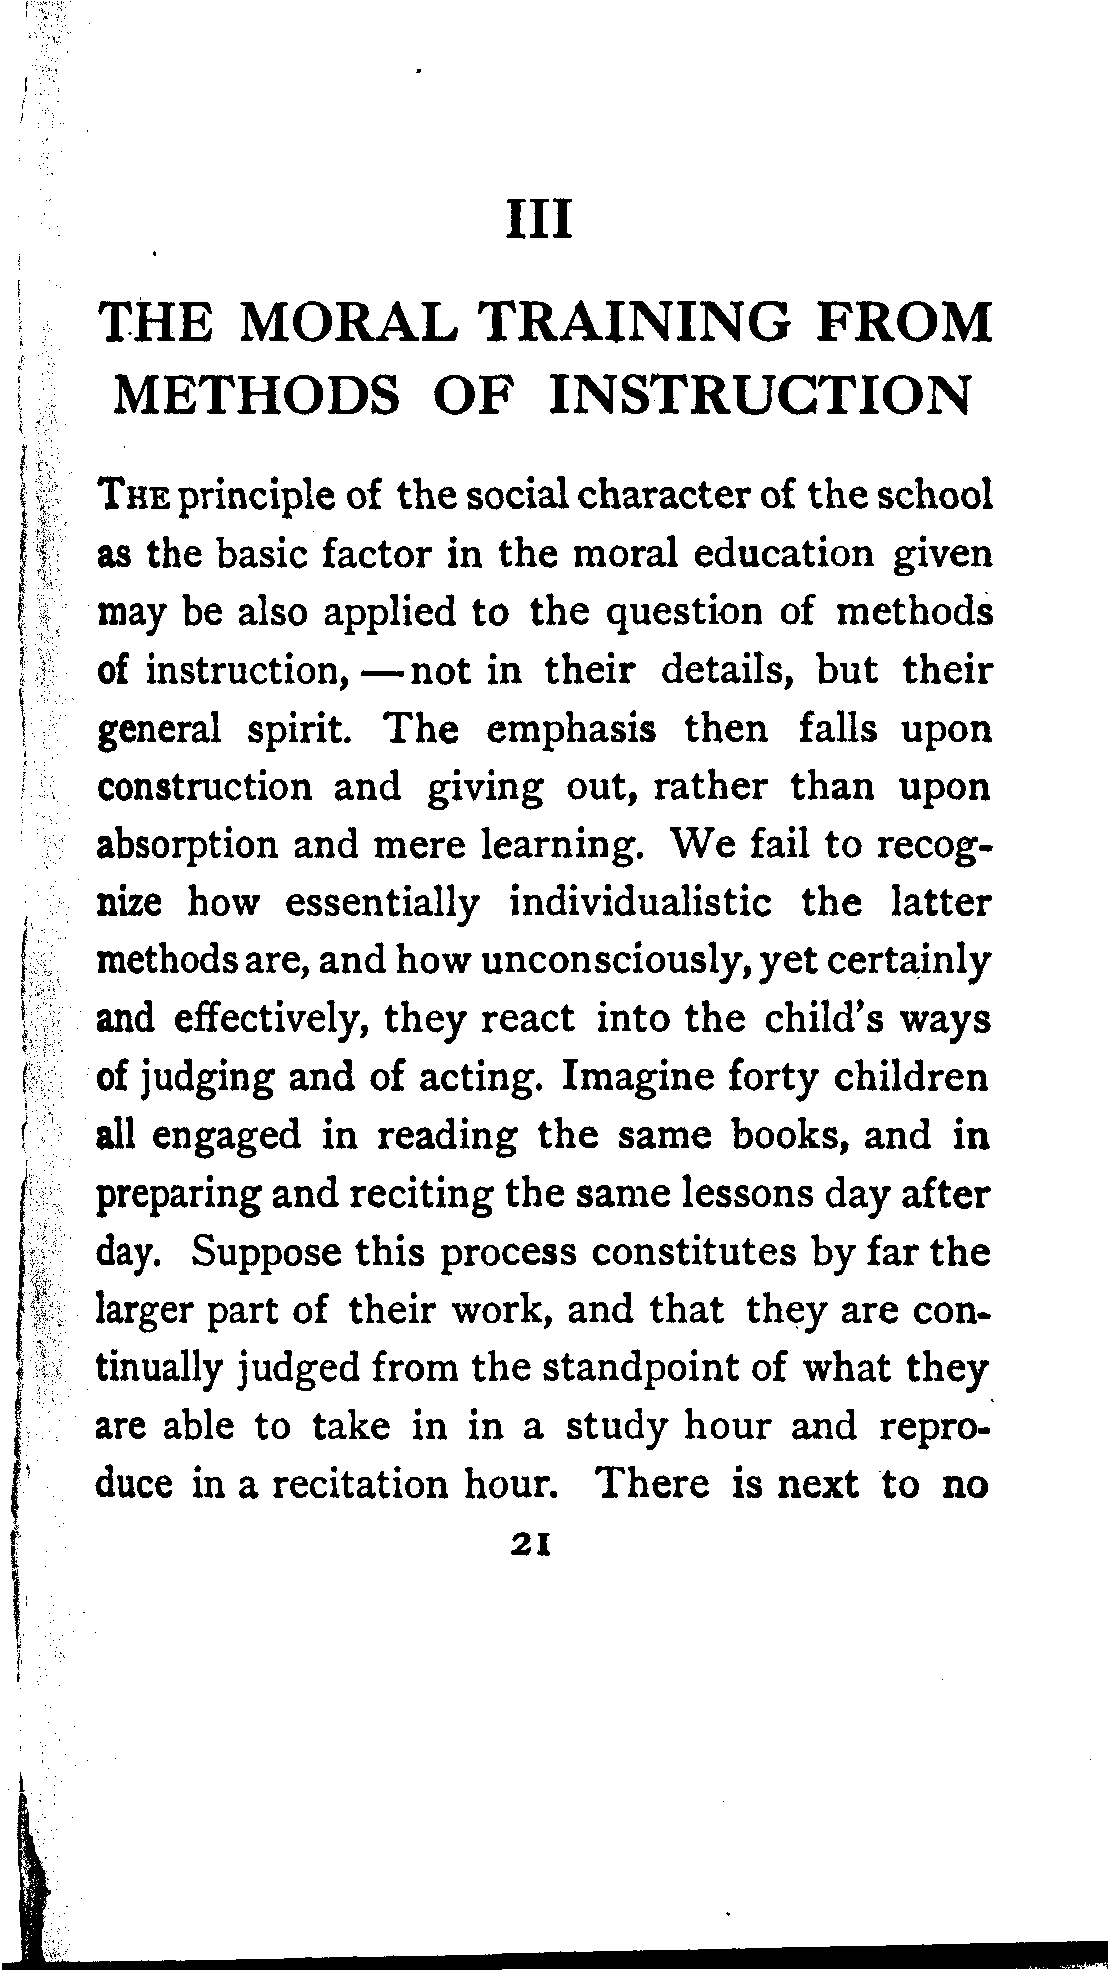 III
THE MORAL TRAINING FROM
METHODS OF INSTRUCTION
THE principle of the social character of the school
as the basic factor in the moral education given
may be also applied to the question of methods
of instruction, — not in their details, but their
general spirit. The emphasis then falls upon
construction and giving out, rather than upon
absorption and mere learning. We fail to recog-
nize how essentially individualistic the latter
methods are, and how unconsciously, yet certainly
and effectively, they react into the child's ways
of judging and of acting. Imagine forty children
all engaged in reading the same books, and in
preparing and reciting the same lessons day after
day. Suppose this process constitutes by far the
larger part of their work, and that they are con-
tinually judged from the standpoint of what they
are able to take in in a study hour and repro-
duce in a recitation hour. There is next to no
21